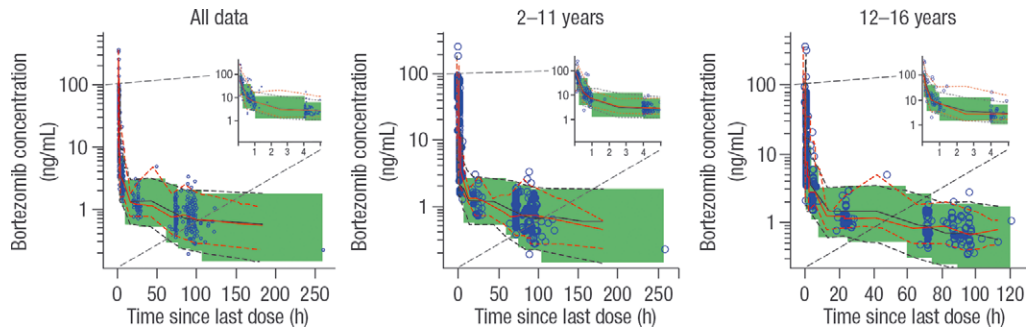 All data
Bortezomib concentration
(ng/mL)
100
10
1
100
10
1
1 2 3 4 5
0 50 100 150 200 250
Time since last dose (h)
2–11 years
Bortezomib concentration
(ng/mL)
100
10
1
100
10
1
1 2 3 4 5
0 50 100 150 200 250
Time since last dose (h)
12–16 years
Bortezomib concentration
(ng/mL)
100
10
1
100
10
1
1 2 3 4 5
0 20 40 60 80 100 120
Time since last dose (h)